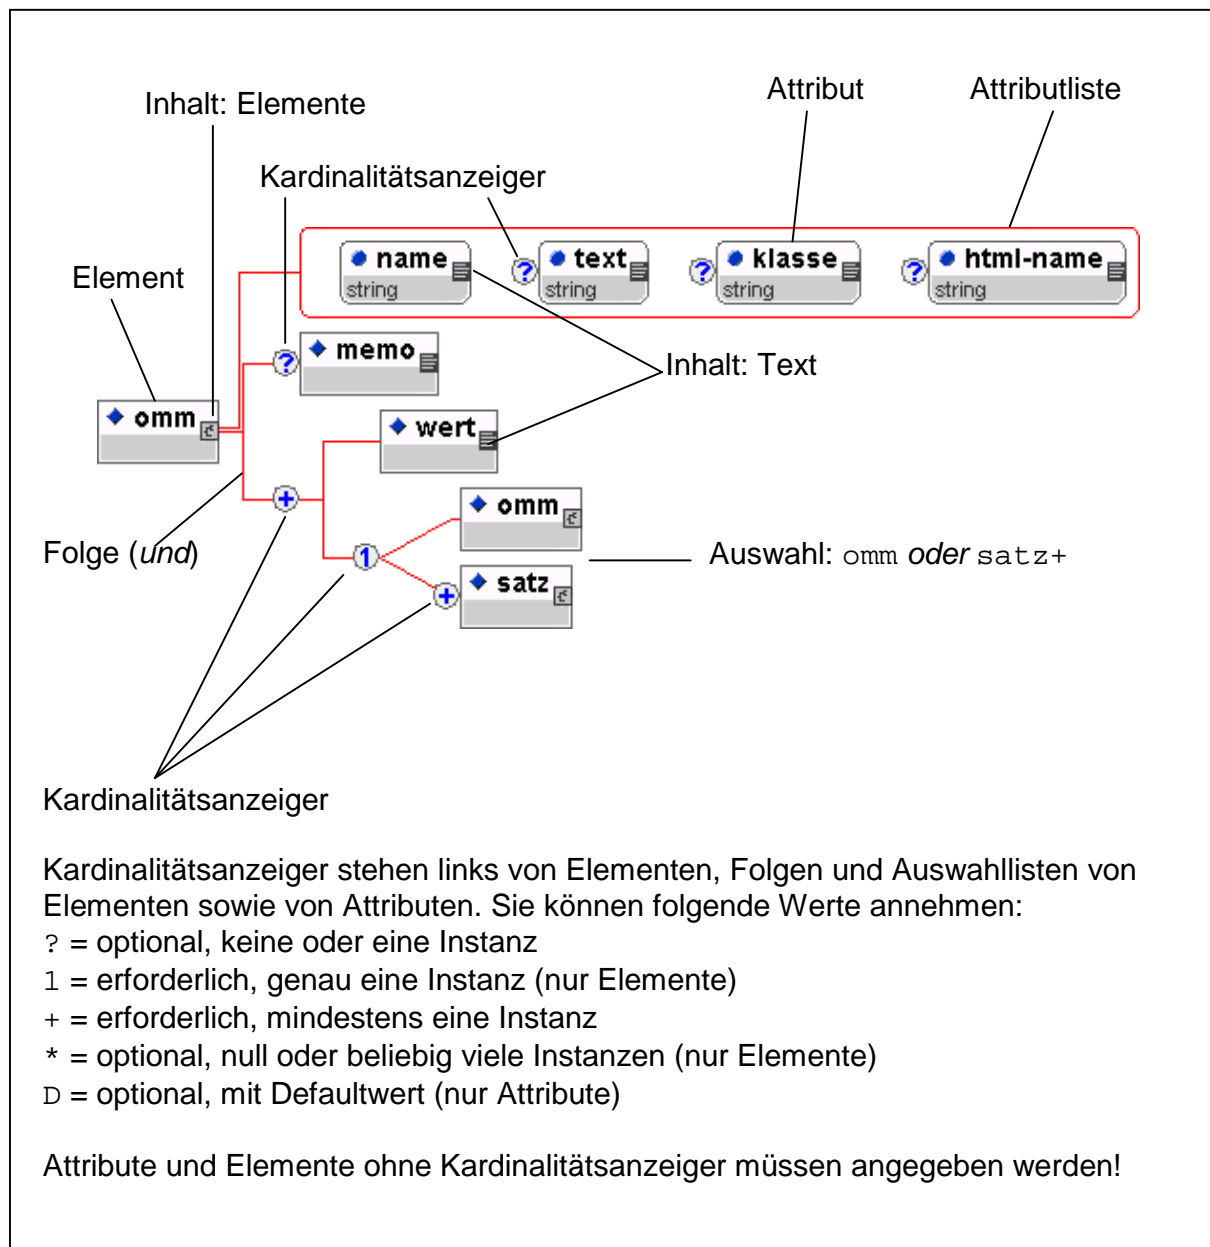 Inhalt: Elemente
Attribut
Attributliste
Kardinalitätsanzeiger
Element
? name
string
? text
string
? klasse
string
? html-name
string
? memo
Inhalt: Text
omm
wert
+
omm
Folge (und)
1
Auswahl: omm oder satz+
+ satz
Kardinalitätsanzeiger
Kardinalitätsanzeiger stehen links von Elementen, Folgen und Auswahllisten von
Elementen sowie von Attributen. Sie können folgende Werte annehmen:
? = optional, keine oder eine Instanz
1 = erforderlich, genau eine Instanz (nur Elemente)
+ = erforderlich, mindestens eine Instanz
* = optional, null oder beliebig viele Instanzen (nur Elemente)
D = optional, mit Defaultwert (nur Attribute)
Attribute und Elemente ohne Kardinalitätsanzeiger müssen angegeben werden!